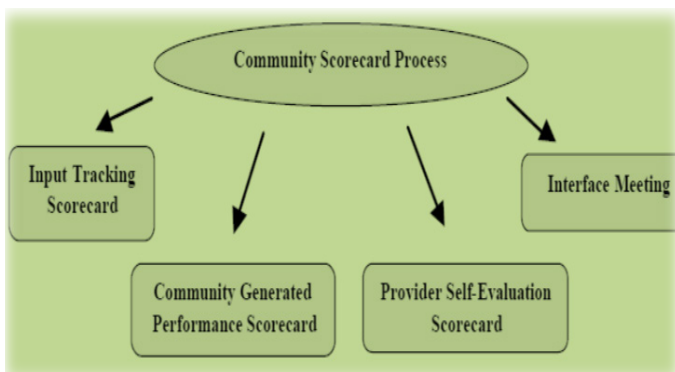 Community Scorecard Process
Input Tracking
Scorecard
Interface Meeting
Community Generated
Performance Scorecard
Provider Self-Evaluation
Scorecard